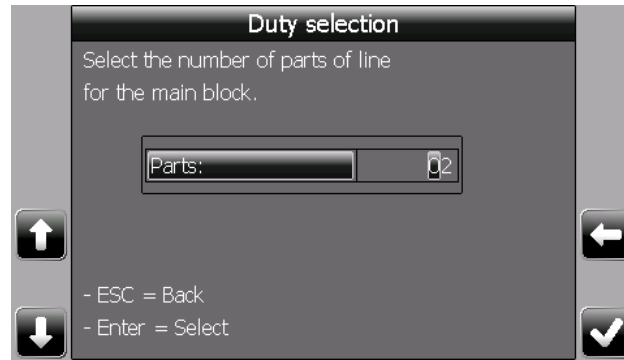 Duty selection
Select the number of parts of line
for the main block.
Parts: 02
- ESC = Back
- Enter = Select